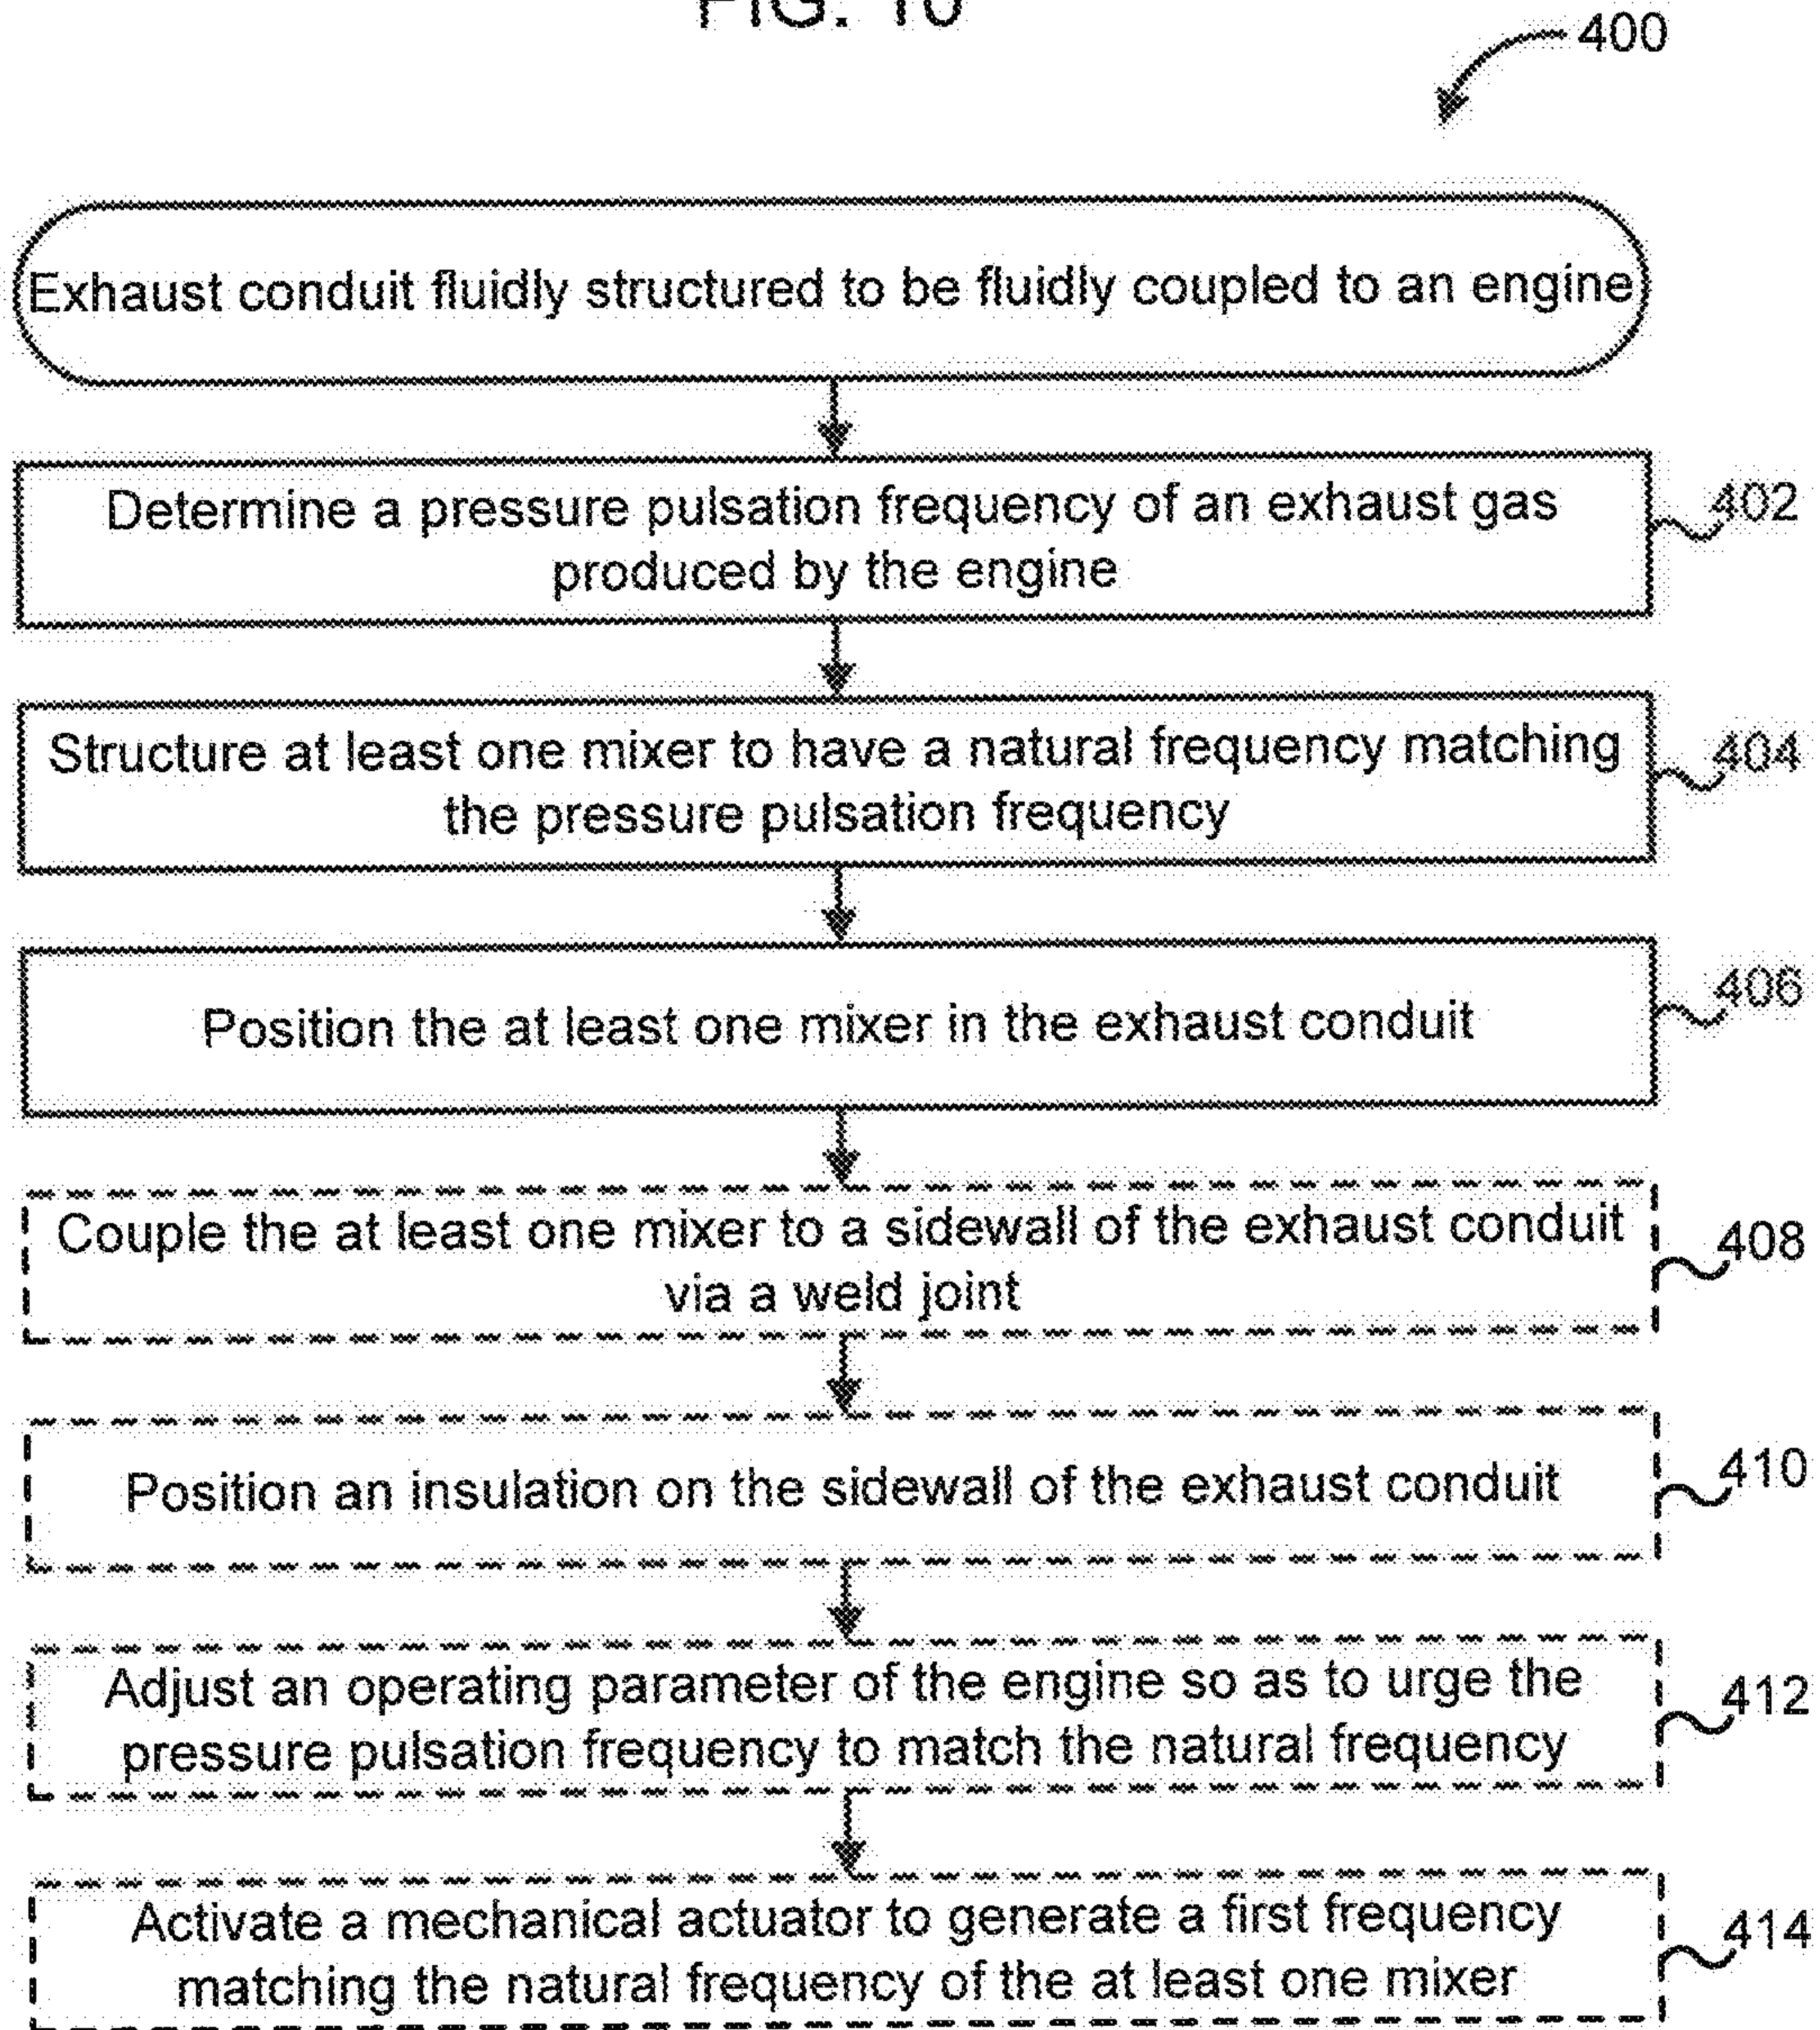 FIG. 10
400
Exhaust conduit fluidly structured to be fluidly coupled to an engine
Determine a pressure pulsation frequency of an exhaust gas
produced by the engine
402
Structure at least one mixer to have a natural frequency matching
the pressure pulsation frequency
404
Position the at least one mixer in the exhaust conduit
406
Couple the at least one mixer to a sidewall of the exhaust conduit
via a weld joint
408
Position an insulation on the sidewall of the exhaust conduit
410
Adjust an operating parameter of the engine so as to urge the
pressure pulsation frequency to match the natural frequency
412
Activate a mechanical actuator to generate a first frequency
matching the natural frequency of the at least one mixer
414